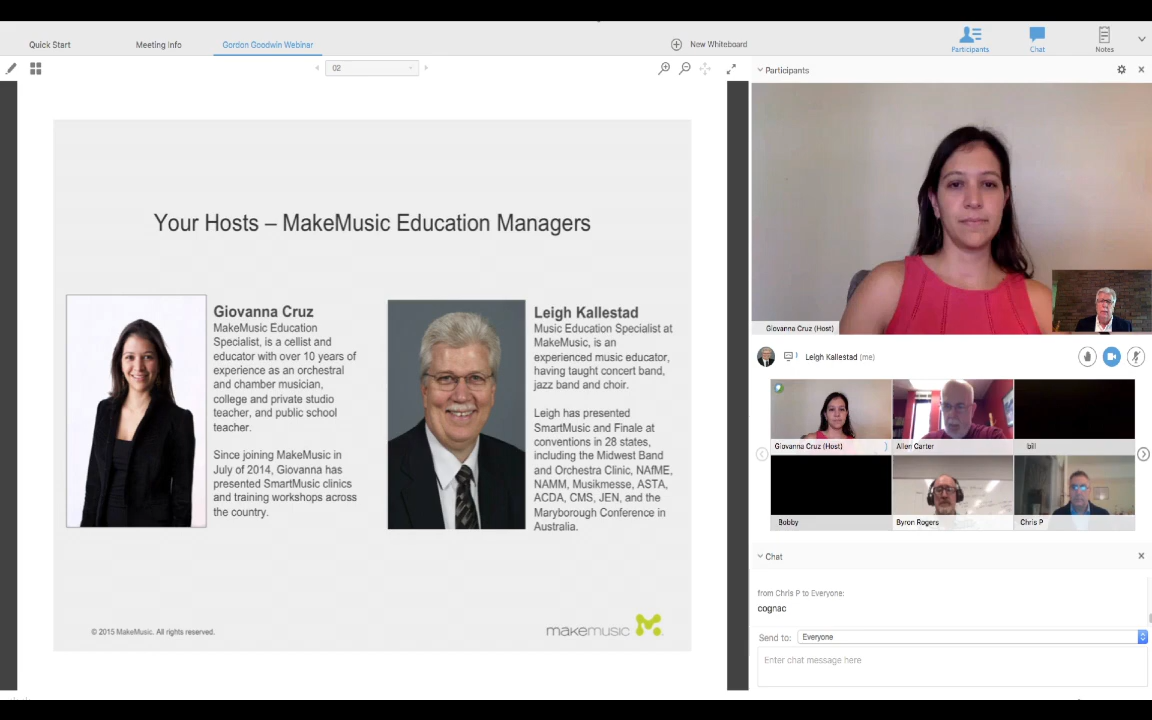 Quick Start
Meeting Info
Gordon Goodwin Webinar
New Whiteboard
Participants
Chat
Notes
02
Participants
Your Hosts – MakeMusic Education Managers
Giovanna Cruz
MakeMusic Education
Specialist, is a cellist and
educator with over 10 years of
experience as an orchestral
and chamber musician,
college and private studio
teacher, and public school
teacher.
Since joining MakeMusic in
July of 2014, Giovanna has
presented SmartMusic clinics
and training workshops across
the country.
Leigh Kallestad
Music Education Specialist at
MakeMusic, is an
experienced music educator,
having taught concert band,
jazz band and choir.
Leigh has presented
SmartMusic and Finale at
conventions in 28 states,
including the Midwest Band
and Orchestra Clinic, NAfME,
NAMM, Musikmesse, ASTA,
ACDA, CMS, JEN, and the
Maryborough Conference in
Australia.
© 2015 MakeMusic. All rights reserved.
makemusic
Giovanna Cruz (Host)
Leigh Kallestad (me)
Giovanna Cruz (Host)
Allen Carter
bill
Bobby
Byron Rogers
Chris P
Chat
from Chris P to Everyone:
cognac
Send to:
Everyone
Enter chat message here